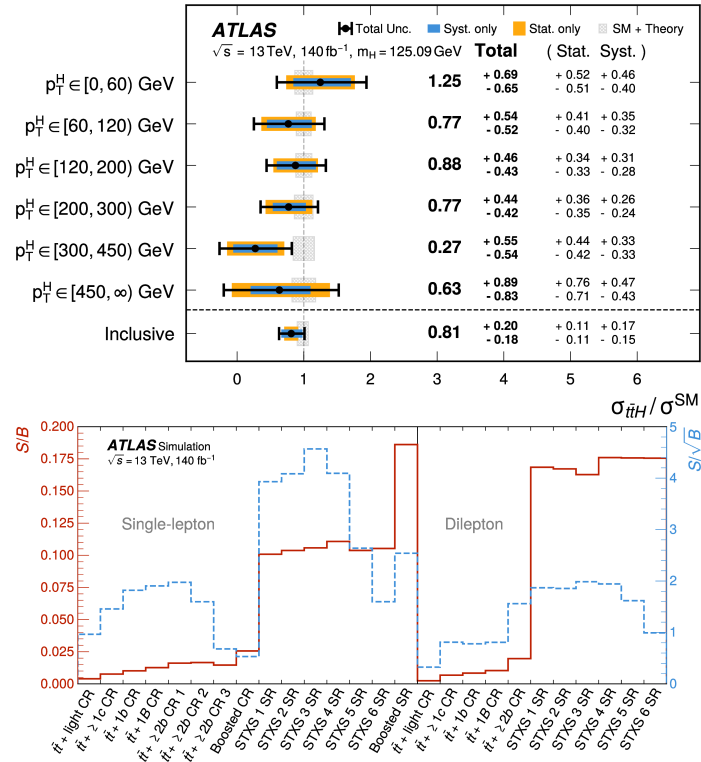 ATLAS Total Unc. Syst. only Stat. only SM + Theory
√s = 13 TeV, 140 fb⁻¹, m_H = 125.09 GeV Total ( Stat. Syst. )
p_T^H ∈ [0, 60) GeV 1.25 + 0.69 - 0.65 + 0.52 - 0.51 + 0.46 - 0.40
p_T^H ∈ [60, 120) GeV 0.77 + 0.54 - 0.52 + 0.41 - 0.40 + 0.35 - 0.32
p_T^H ∈ [120, 200) GeV 0.88 + 0.46 - 0.43 + 0.34 - 0.33 + 0.31 - 0.28
p_T^H ∈ [200, 300) GeV 0.77 + 0.44 - 0.42 + 0.36 - 0.35 + 0.26 - 0.24
p_T^H ∈ [300, 450) GeV 0.27 + 0.55 - 0.54 + 0.44 - 0.42 + 0.33 - 0.33
p_T^H ∈ [450, ∞) GeV 0.63 + 0.89 - 0.83 + 0.76 - 0.71 + 0.47 - 0.43
Inclusive 0.81 + 0.20 - 0.18 + 0.11 - 0.11 + 0.17 - 0.15
0 1 2 3 4 5 6
σ_{tt̄H} / σ^{SM}
S/B
0.200
0.175
0.150
0.125
0.100
0.075
0.050
0.025
0.000
ATLAS Simulation
√s = 13 TeV, 140 fb⁻¹
Single-lepton
Dilepton
5
4
3
2
1
0
S/√B
tt̄ + light CR
tt̄ + ≥ 1c CR
tt̄ + 1b CR
tt̄ + 1B CR
tt̄ + ≥ 2b CR 1
tt̄ + ≥ 2b CR 2
tt̄ + ≥ 2b CR 3
Boosted CR
STXS 1 SR
STXS 2 SR
STXS 3 SR
STXS 4 SR
STXS 5 SR
STXS 6 SR
Boosted SR
tt̄ + light CR
tt̄ + ≥ 1c CR
tt̄ + 1b CR
tt̄ + 1B CR
tt̄ + ≥ 2b CR
STXS 1 SR
STXS 2 SR
STXS 3 SR
STXS 4 SR
STXS 5 SR
STXS 6 SR